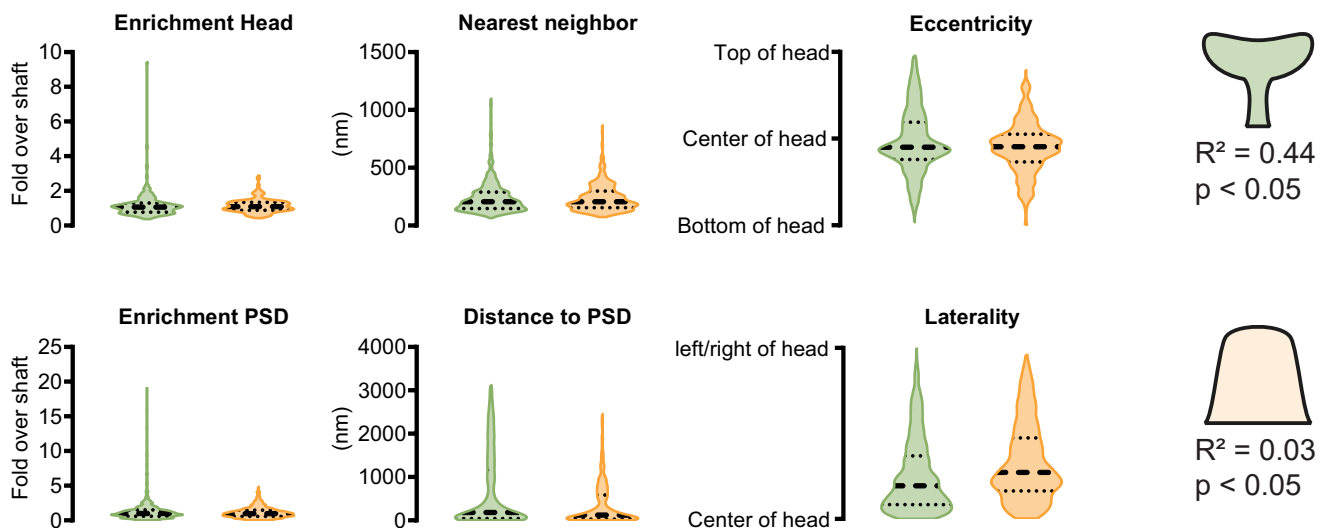 Enrichment Head
Fold over shaft
10
8
6
4
2
0
Nearest neighbor
(nm)
1500
1000
500
0
Eccentricity
Top of head
Center of head
Bottom of head
R² = 0.44
p < 0.05
Enrichment PSD
Fold over shaft
25
20
15
10
5
0
Distance to PSD
(nm)
4000
3000
2000
1000
0
Laterality
left/right of head
Center of head
R² = 0.03
p < 0.05